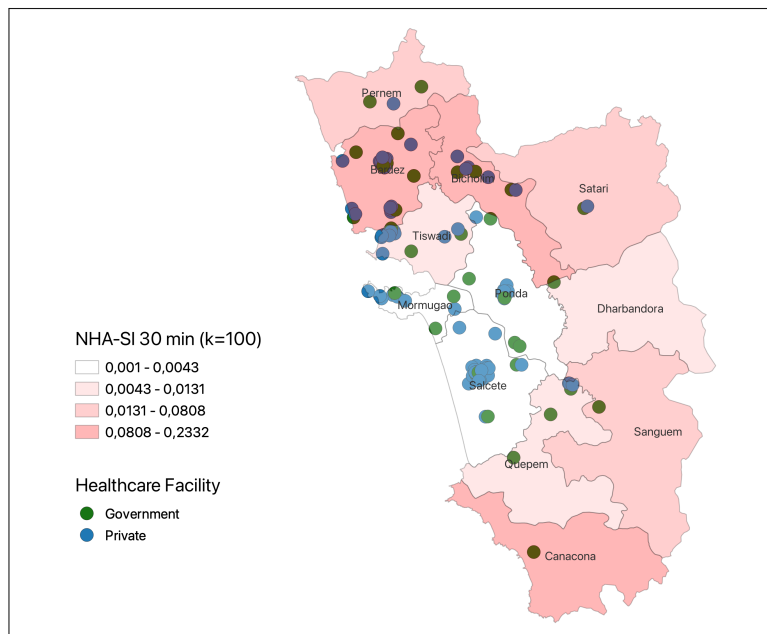 Pernem
Bardez
Bicholim
Satari
Tiswadi
Ponda
Mormugao
Dharbandora
Salcete
Sanguem
Quepem
Canacona
NHA-SI 30 min (k=100)
0,001 - 0,0043
0,0043 - 0,0131
0,0131 - 0,0808
0,0808 - 0,2332
Healthcare Facility
Government
Private